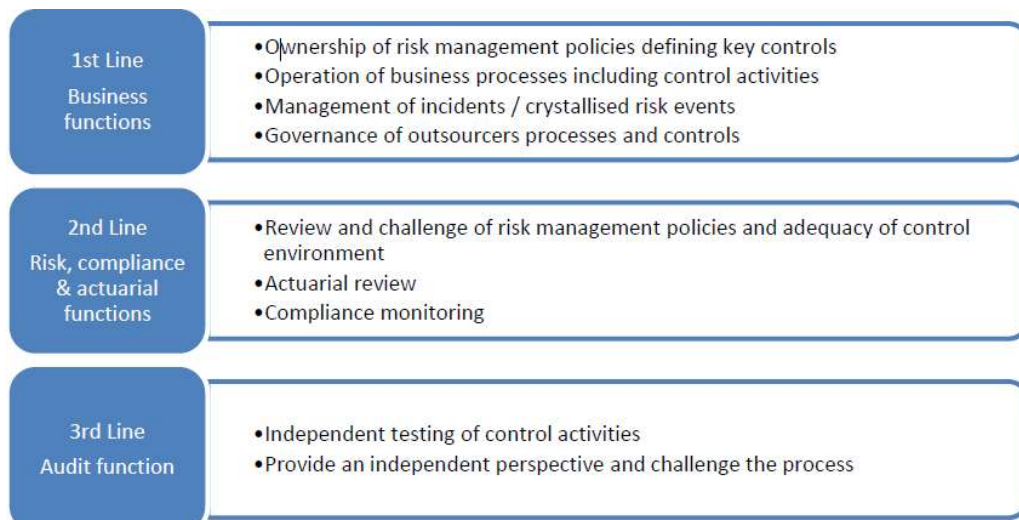 1st Line
Business
functions
•Ownership of risk management policies defining key controls
•Operation of business processes including control activities
•Management of incidents / crystallised risk events
•Governance of outsourcers processes and controls
2nd Line
Risk, compliance
& actuarial
functions
•Review and challenge of risk management policies and adequacy of control
environment
•Actuarial review
•Compliance monitoring
3rd Line
Audit function
•Independent testing of control activities
•Provide an independent perspective and challenge the process